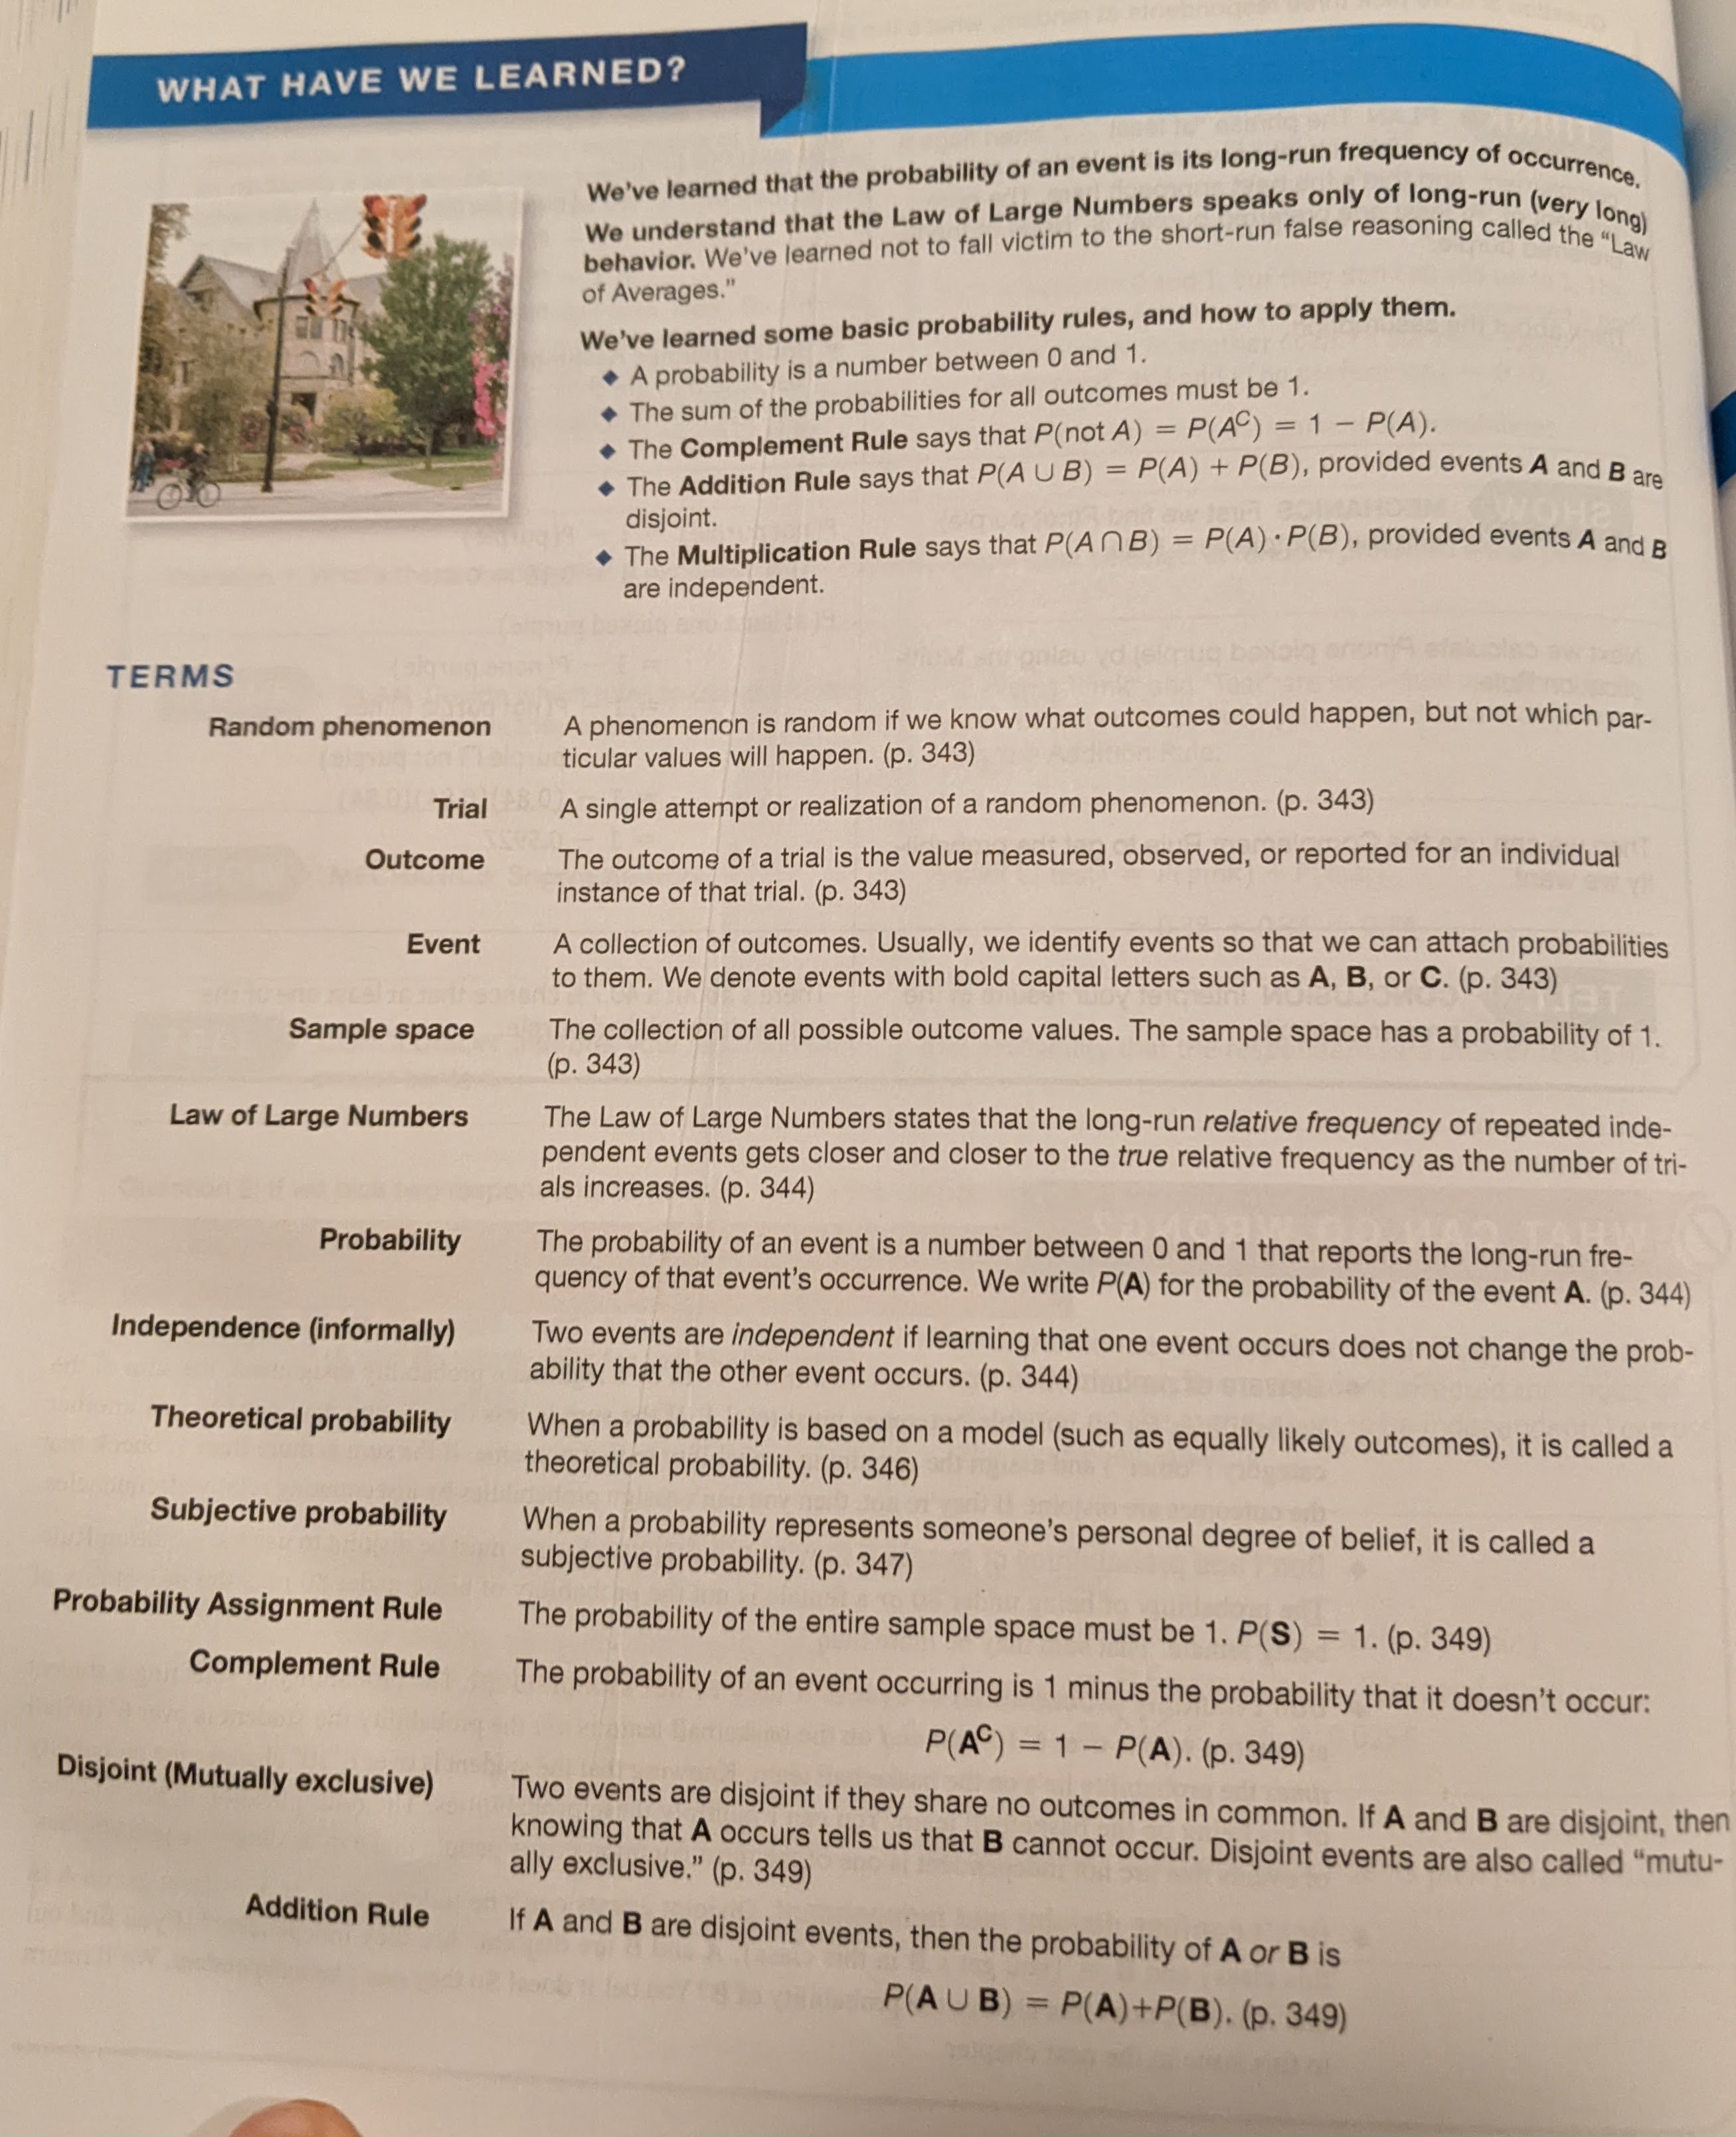 WHAT HAVE WE LEARNED?
We've learned that the probability of an event is its long-run frequency of occurrence.
We understand that the Law of Large Numbers speaks only of long-run (very long)
behavior. We've learned not to fall victim to the short-run false reasoning called the "Law
of Averages."
We've learned some basic probability rules, and how to apply them.
◆ A probability is a number between 0 and 1.
◆ The sum of the probabilities for all outcomes must be 1.
◆ The Complement Rule says that P(not A) = P(Aᶜ) = 1 − P(A).
◆ The Addition Rule says that P(A ∪ B) = P(A) + P(B), provided events A and B are
disjoint.
◆ The Multiplication Rule says that P(A ∩ B) = P(A) · P(B), provided events A and B
are independent.
TERMS
Random phenomenon A phenomenon is random if we know what outcomes could happen, but not which par-
ticular values will happen. (p. 343)
Trial A single attempt or realization of a random phenomenon. (p. 343)
Outcome The outcome of a trial is the value measured, observed, or reported for an individual
instance of that trial. (p. 343)
Event A collection of outcomes. Usually, we identify events so that we can attach probabilities
to them. We denote events with bold capital letters such as A, B, or C. (p. 343)
Sample space The collection of all possible outcome values. The sample space has a probability of 1.
(p. 343)
Law of Large Numbers The Law of Large Numbers states that the long-run relative frequency of repeated inde-
pendent events gets closer and closer to the true relative frequency as the number of tri-
als increases. (p. 344)
Probability The probability of an event is a number between 0 and 1 that reports the long-run fre-
quency of that event's occurrence. We write P(A) for the probability of the event A. (p. 344)
Independence (informally) Two events are independent if learning that one event occurs does not change the prob-
ability that the other event occurs. (p. 344)
Theoretical probability When a probability is based on a model (such as equally likely outcomes), it is called a
theoretical probability. (p. 346)
Subjective probability When a probability represents someone's personal degree of belief, it is called a
subjective probability. (p. 347)
Probability Assignment Rule The probability of the entire sample space must be 1. P(S) = 1. (p. 349)
Complement Rule The probability of an event occurring is 1 minus the probability that it doesn't occur:
P(Aᶜ) = 1 − P(A). (p. 349)
Disjoint (Mutually exclusive) Two events are disjoint if they share no outcomes in common. If A and B are disjoint, then
knowing that A occurs tells us that B cannot occur. Disjoint events are also called "mutu-
ally exclusive." (p. 349)
Addition Rule If A and B are disjoint events, then the probability of A or B is
P(A ∪ B) = P(A)+P(B). (p. 349)